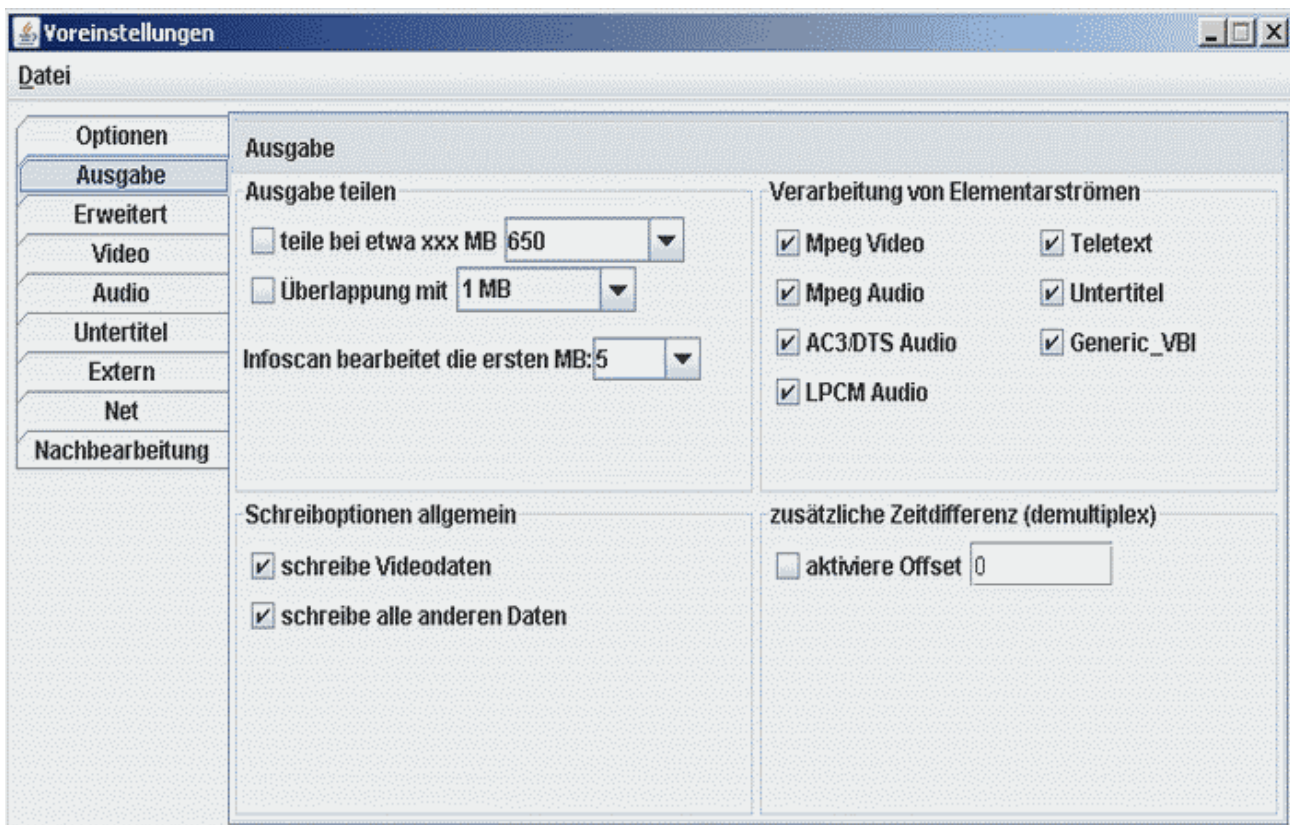 Voreinstellungen
Datei
Optionen
Ausgabe
Erweitert
Video
Audio
Untertitel
Extern
Net
Nachbearbeitung
Ausgabe
Ausgabe teilen
teile bei etwa xxx MB 650
Überlappung mit 1 MB
Infoscan bearbeitet die ersten MB: 5
Verarbeitung von Elementarströmen
Mpeg Video Teletext
Mpeg Audio Untertitel
AC3/DTS Audio Generic_VBI
LPCM Audio
Schreiboptionen allgemein
schreibe Videodaten
schreibe alle anderen Daten
zusätzliche Zeitdifferenz (demultiplex)
aktiviere Offset 0